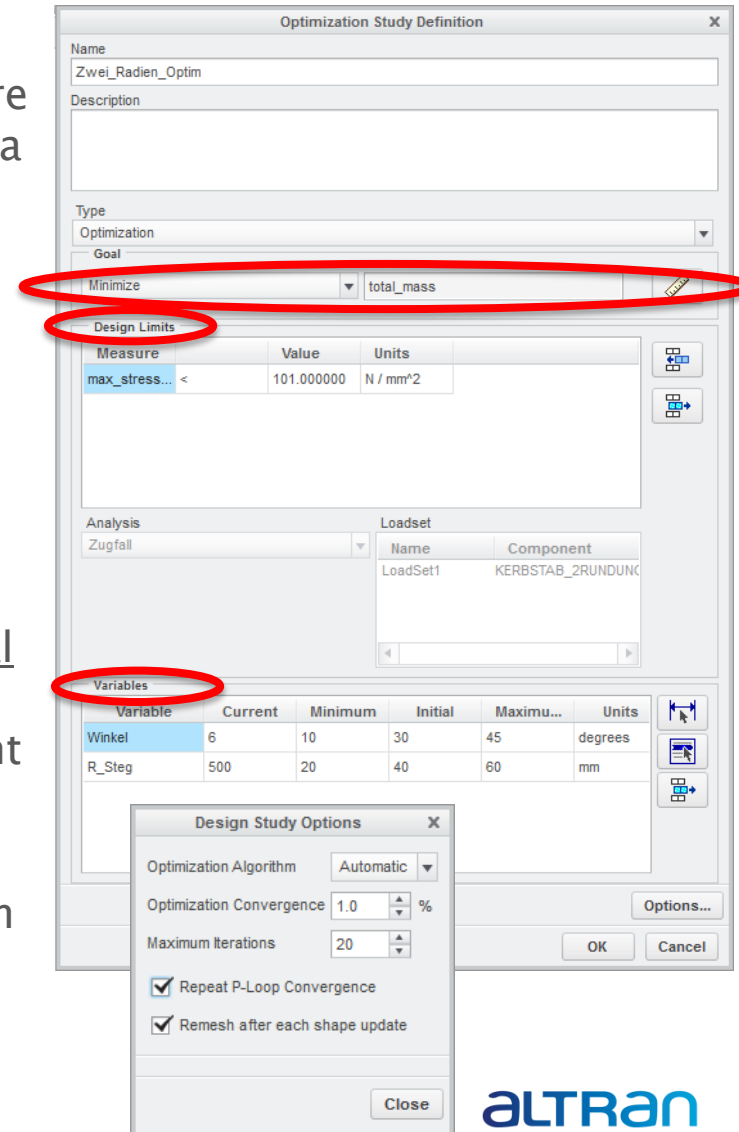 Optimization Study Definition x
Name
Zwei_Radien_Optim
Description
Type
Optimization
Goal
Minimize total_mass
Design Limits
Measure Value Units
max_stress... < 101.000000 N / mm^2
Analysis
Zugfall
Loadset
Name Component
LoadSet1 KERBSTAB_2RUNDUN
Variables
Variable Current Minimum Initial Maximu... Units
Winkel 6 10 30 45 degrees
R_Steg 500 20 40 60 mm
Options...
OK Cancel
Design Study Options x
Optimization Algorithm Automatic
Optimization Convergence 1.0 %
Maximum Iterations 20
Repeat P-Loop Convergence
Remesh after each shape update
Close
re
a
l
nt
n
altran